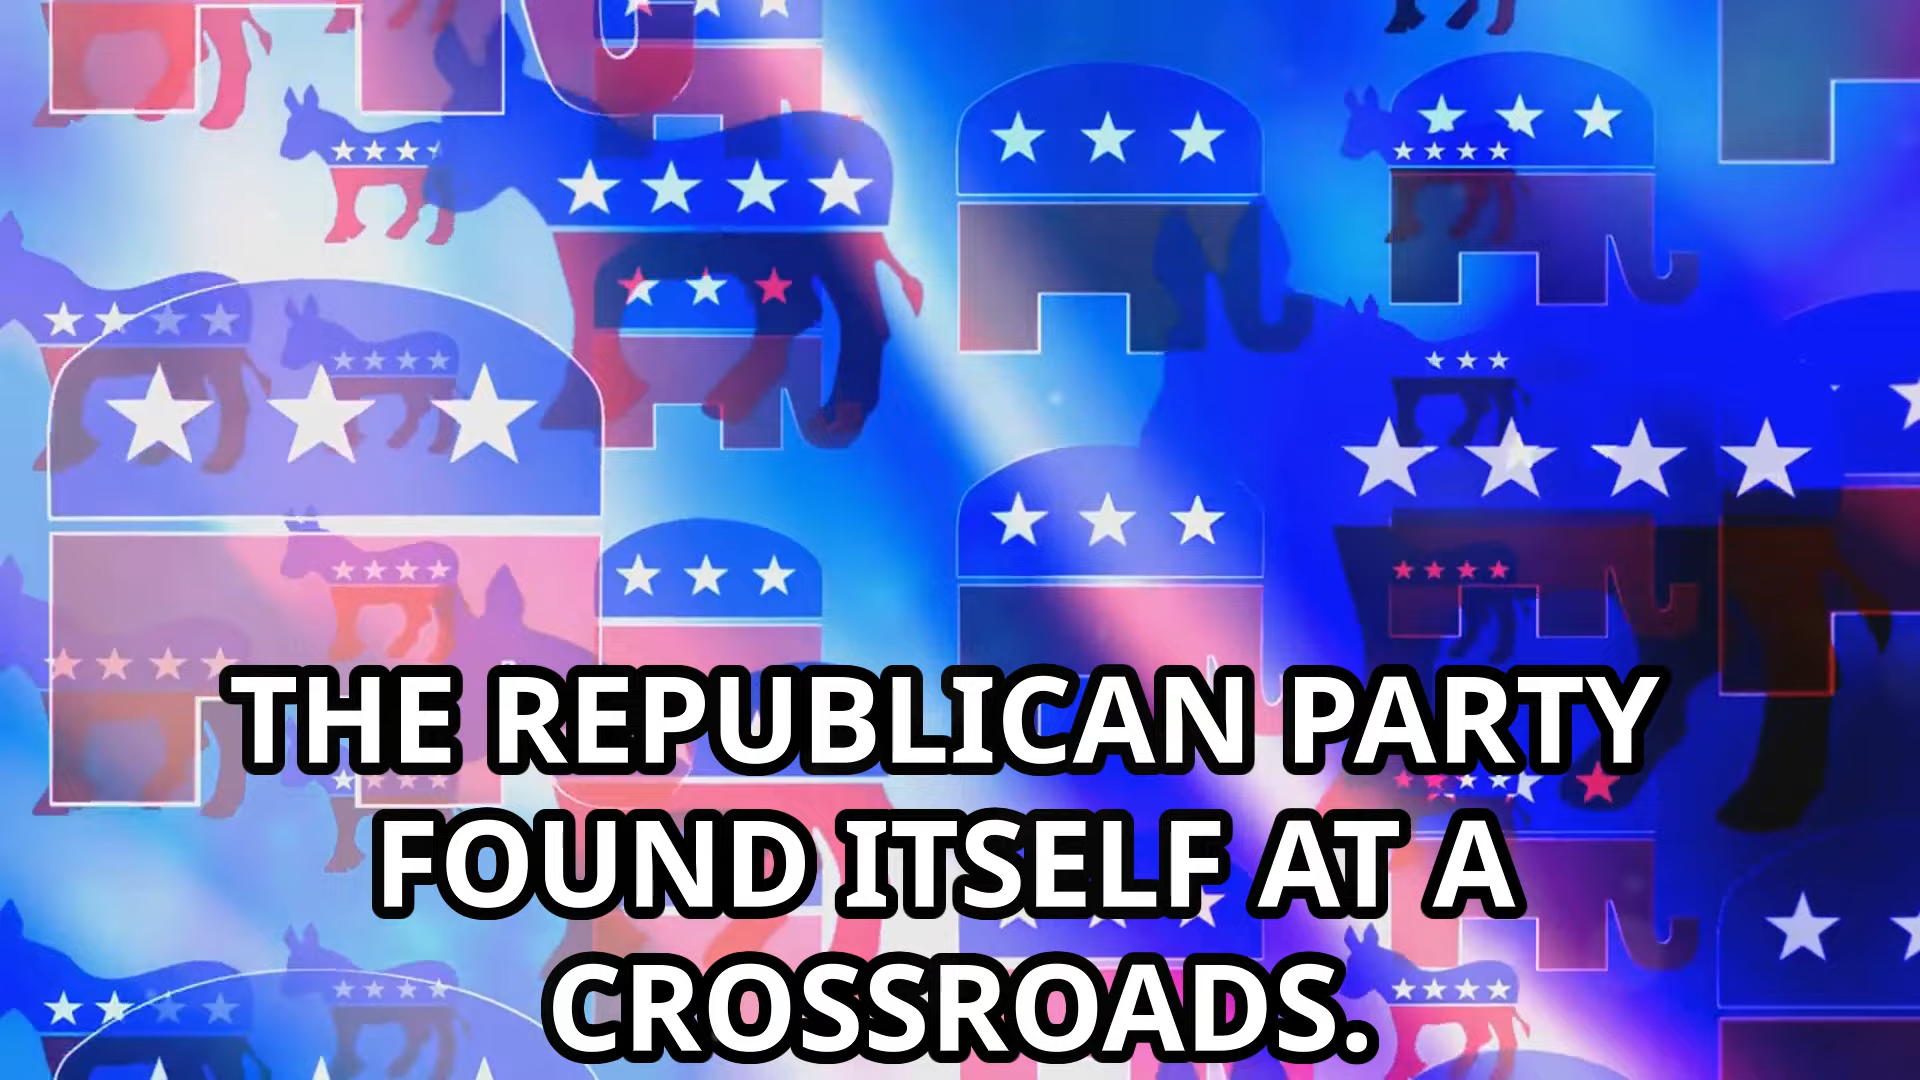 THE REPUBLICAN PARTY
FOUND ITSELF AT A
CROSSROADS.